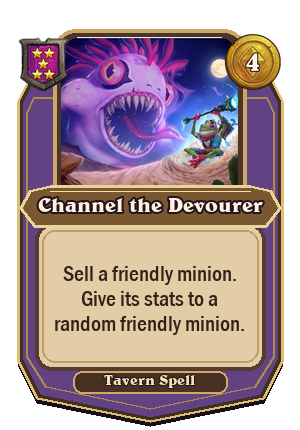 4
Channel the Devourer
Sell a friendly minion.
Give its stats to a
random friendly minion.
Tavern Spell